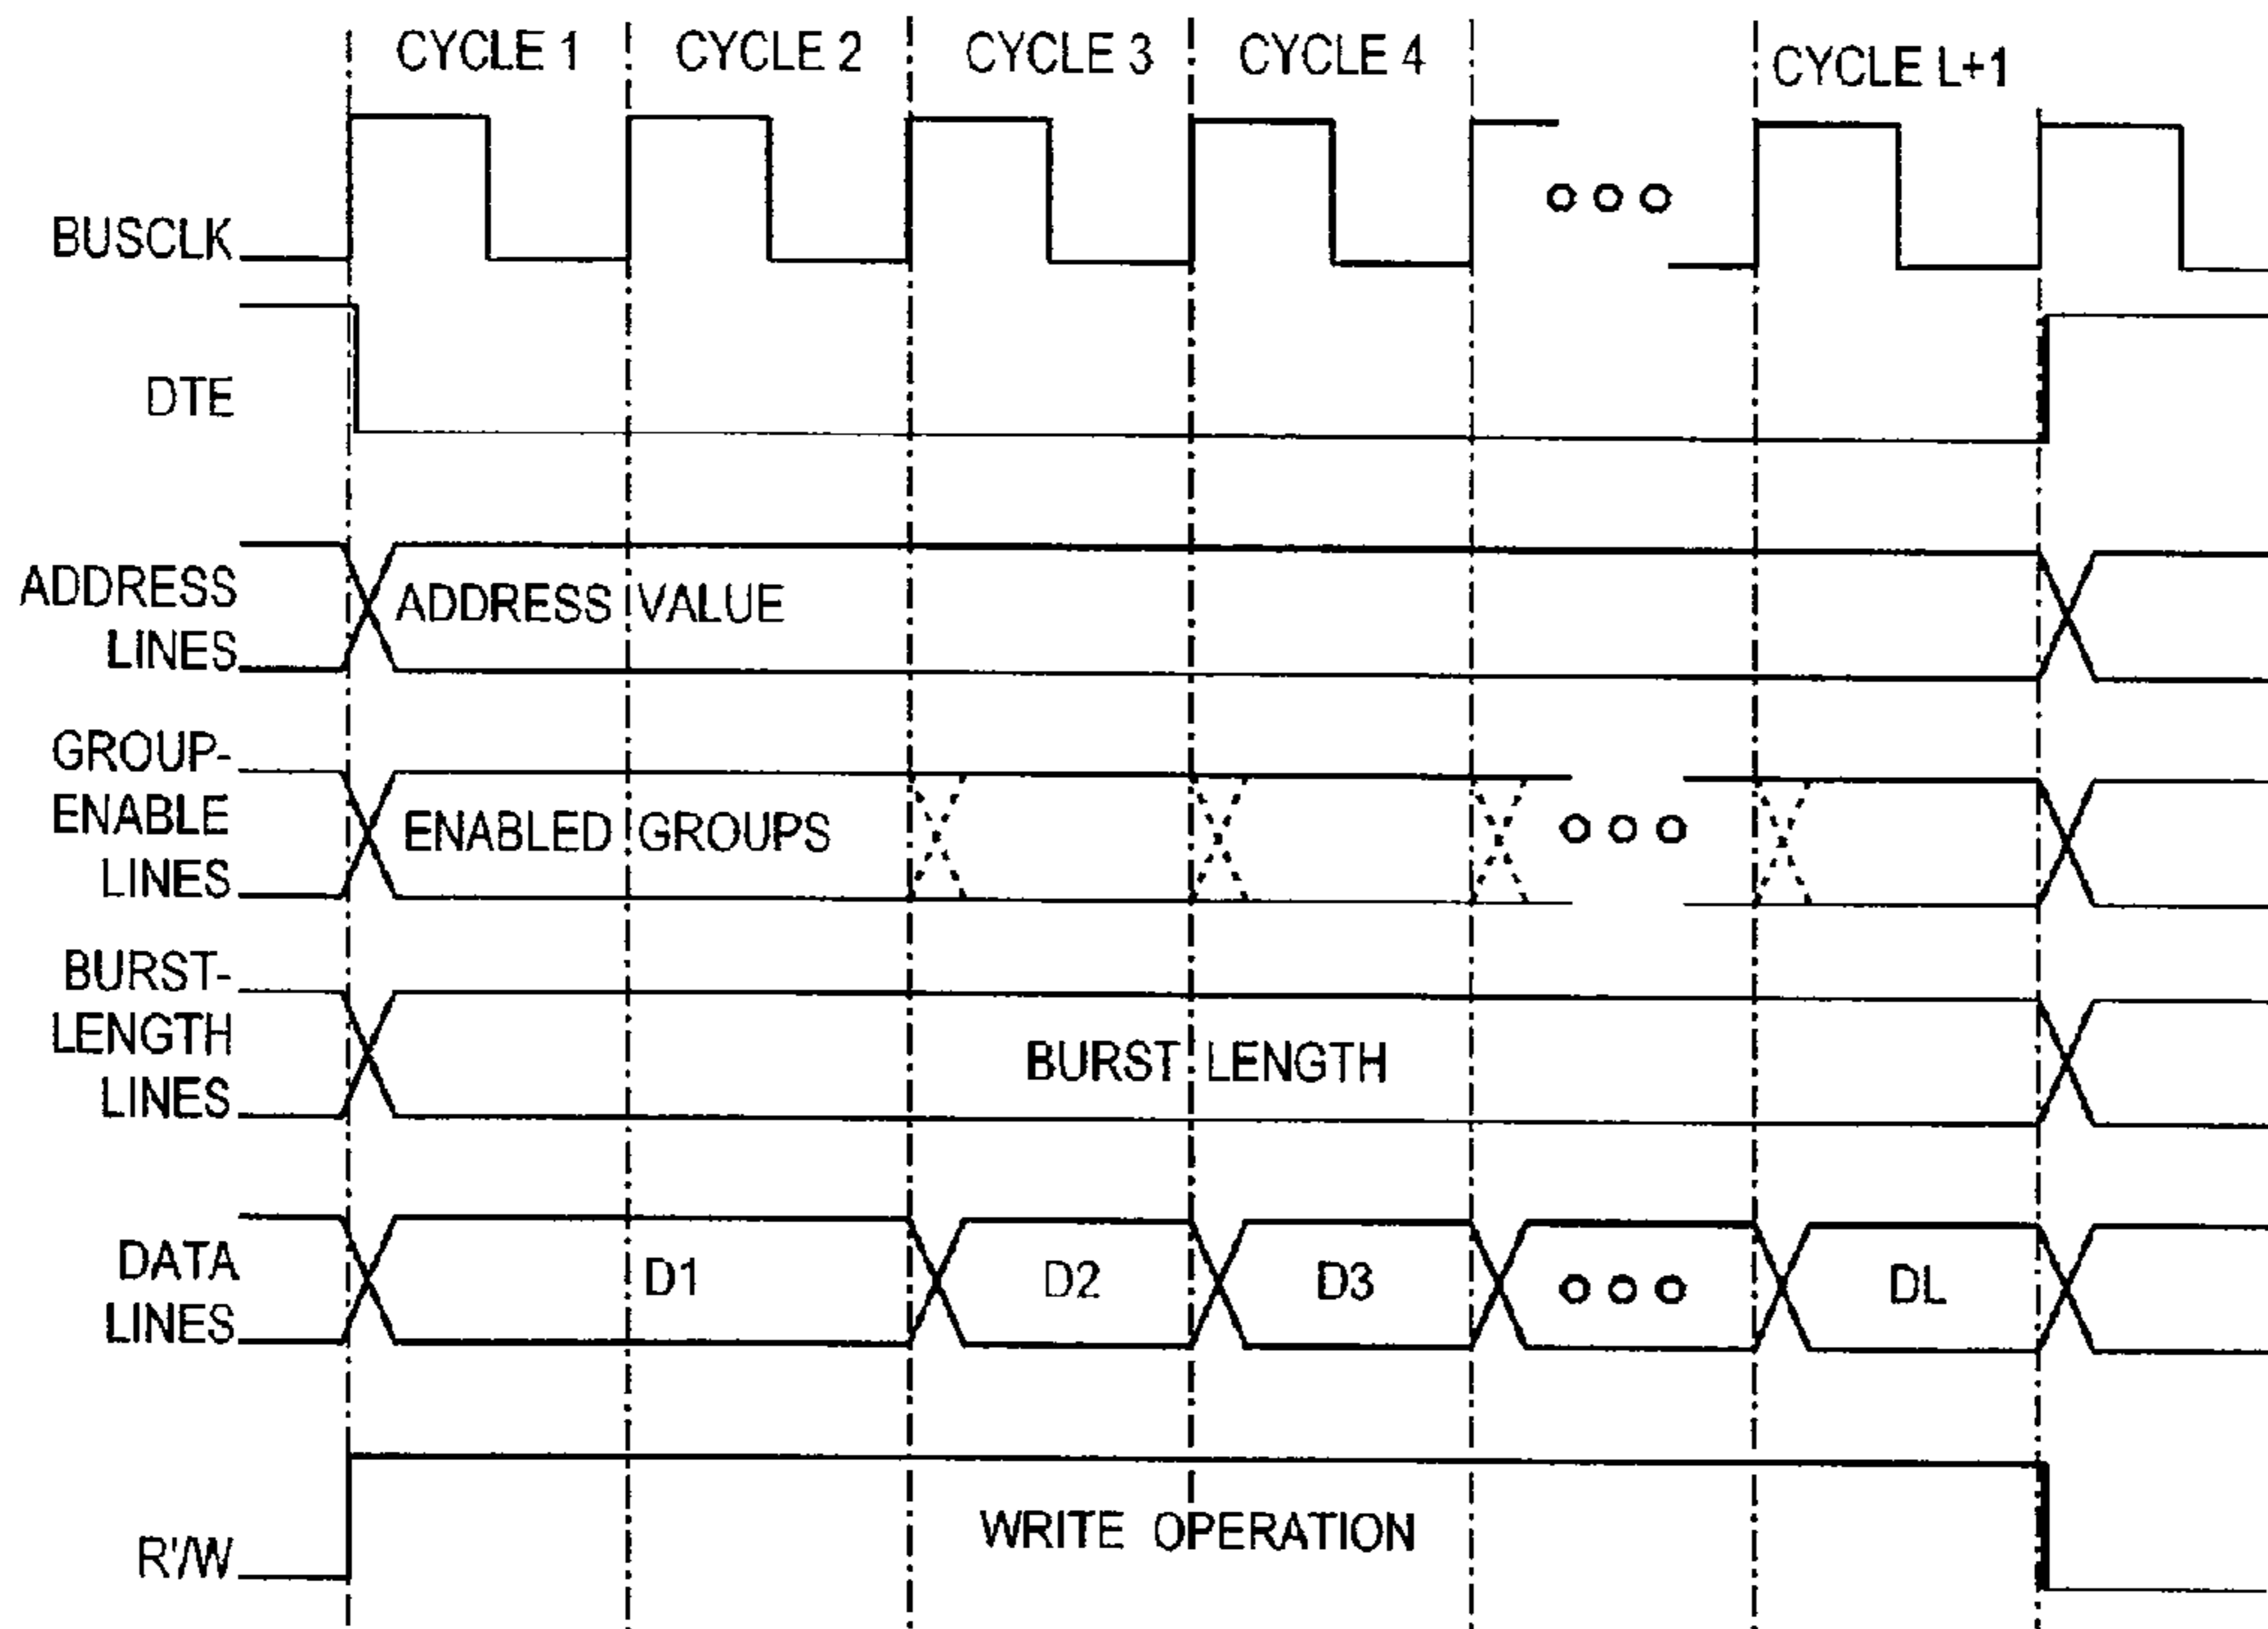 CYCLE 1 CYCLE 2 CYCLE 3 CYCLE 4 CYCLE L+1
BUSCLK
DTE
ADDRESS
LINES
ADDRESS VALUE
GROUP-
ENABLE
LINES
ENABLED GROUPS
BURST-
LENGTH
LINES
BURST LENGTH
DATA
LINES
D1 D2 D3 DL
R'/W
WRITE OPERATION